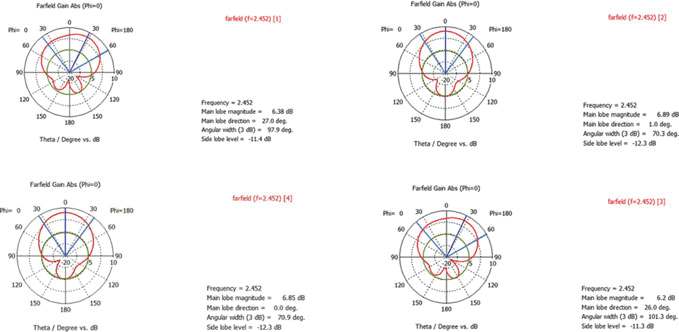 Farfield Gain Abs (Phi=0)
farfield (f=2.452) [1]
Phi= 0 30 0 30 Phi=180
60 60
90 -20 -5 10 90
120 120
150 150
180
Theta / Degree vs. dB
Frequency = 2.452
Main lobe magnitude = 6.38 dB
Main lobe direction = 27.0 deg.
Angular width (3 dB) = 97.9 deg.
Side lobe level = -11.4 dB
Farfield Gain Abs (Phi=0)
farfield (f=2.452) [2]
Phi= 0 30 0 30 Phi=180
60 60
90 -20 -5 10 90
120 120
150 150
180
Theta / Degree vs. dB
Frequency = 2.452
Main lobe magnitude = 6.89 dB
Main lobe direction = 1.0 deg.
Angular width (3 dB) = 70.3 deg.
Side lobe level = -12.3 dB
Farfield Gain Abs (Phi=0)
farfield (f=2.452) [4]
Phi= 0 30 0 30 Phi=180
60 60
90 -20 -5 10 90
120 120
150 150
180
Theta / Degree vs. dB
Frequency = 2.452
Main lobe magnitude = 6.85 dB
Main lobe direction = 0.0 deg.
Angular width (3 dB) = 70.9 deg.
Side lobe level = -12.3 dB
Farfield Gain Abs (Phi=0)
farfield (f=2.452) [3]
Phi= 0 30 0 30 Phi=180
60 60
90 -20 -5 10 90
120 120
150 150
180
Theta / Degree vs. dB
Frequency = 2.452
Main lobe magnitude = 6.2 dB
Main lobe direction = 26.0 deg.
Angular width (3 dB) = 101.3 deg.
Side lobe level = -11.3 dB